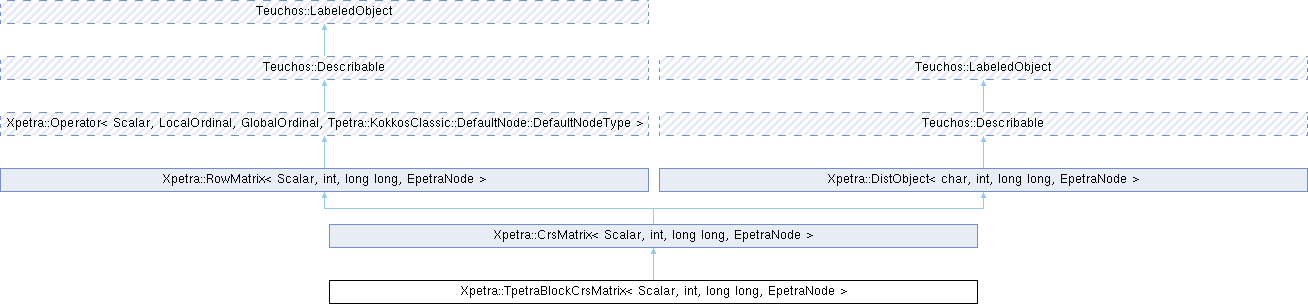 Teuchos::LabeledObject
Teuchos::Describable
Teuchos::LabeledObject
Xpetra::Operator< Scalar, LocalOrdinal, GlobalOrdinal, Tpetra::KokkosClassic::DefaultNode::DefaultNodeType >
Teuchos::Describable
Xpetra::RowMatrix< Scalar, int, long long, EpetraNode >
Xpetra::DistObject< char, int, long long, EpetraNode >
Xpetra::CrsMatrix< Scalar, int, long long, EpetraNode >
Xpetra::TpetraBlockCrsMatrix< Scalar, int, long long, EpetraNode >